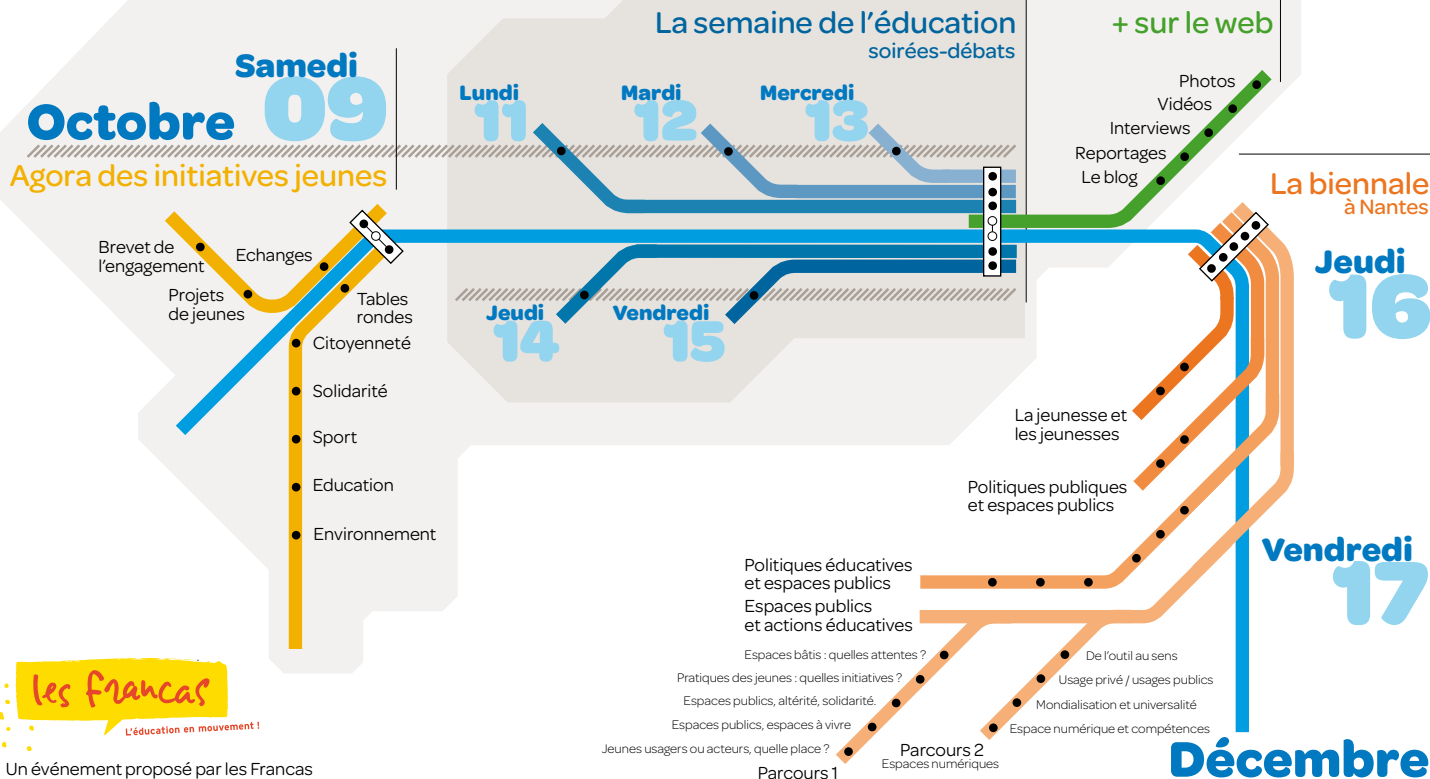 La semaine de l'éducation
soirées-débats
+ sur le web
Octobre
Samedi
09
Agora des initiatives jeunes
Brevet de
l'engagement
Projets
de jeunes
Echanges
Tables
rondes
Citoyenneté
Solidarité
Sport
Education
Environnement
Lundi
11
Mardi
12
Mercredi
13
Jeudi
14
Vendredi
15
Photos
Vidéos
Interviews
Reportages
Le blog
La biennale
à Nantes
Jeudi
16
La jeunesse et
les jeunesses
Politiques publiques
et espaces publics
Politiques éducatives
et espaces publics
Espaces publics
et actions éducatives
Vendredi
17
Espaces bâtis : quelles attentes ?
Pratiques des jeunes : quelles initiatives ?
Espaces publics, altérité, solidarité.
Espaces publics, espaces à vivre
Jeunes usagers ou acteurs, quelle place ?
Parcours 1
De l'outil au sens
Usage privé / usages publics
Mondialisation et universalité
Espace numérique et compétences
Parcours 2
Espaces numériques
Décembre
les francas
L'éducation en mouvement !
Un événement proposé par les Francas